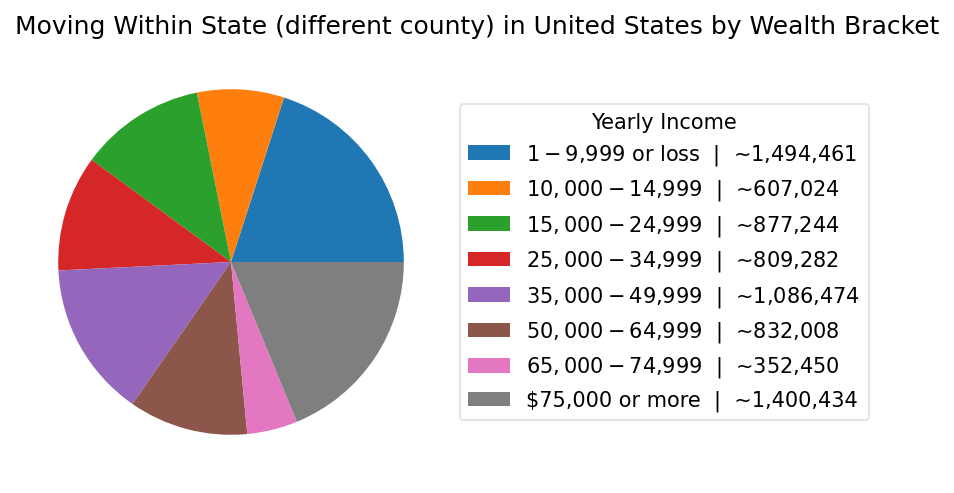 Moving Within State (different county) in United States by Wealth Bracket
Yearly Income
1 − 9,999 or loss | ~1,494,461
10, 000 − 14,999 | ~607,024
15, 000 − 24,999 | ~877,244
25, 000 − 34,999 | ~809,282
35, 000 − 49,999 | ~1,086,474
50, 000 − 64,999 | ~832,008
65, 000 − 74,999 | ~352,450
$75,000 or more | ~1,400,434